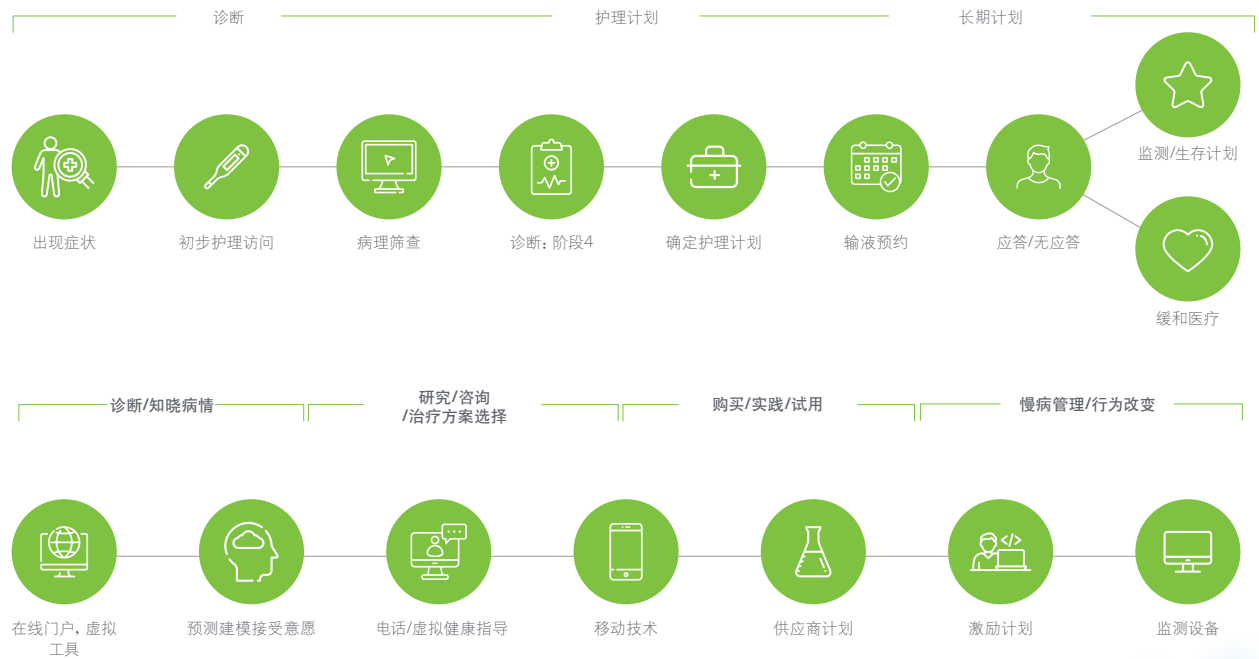 诊断
护理计划
长期计划
出现症状
初步护理访问
病理筛查
诊断: 阶段4
确定护理计划
输液预约
应答/无应答
监测/生存计划
缓和医疗
诊断/知晓病情
研究/咨询
/治疗方案选择
购买/实践/试用
慢病管理/行为改变
在线门户, 虚拟
工具
预测建模接受意愿
电话/虚拟健康指导
移动技术
供应商计划
激励计划
监测设备